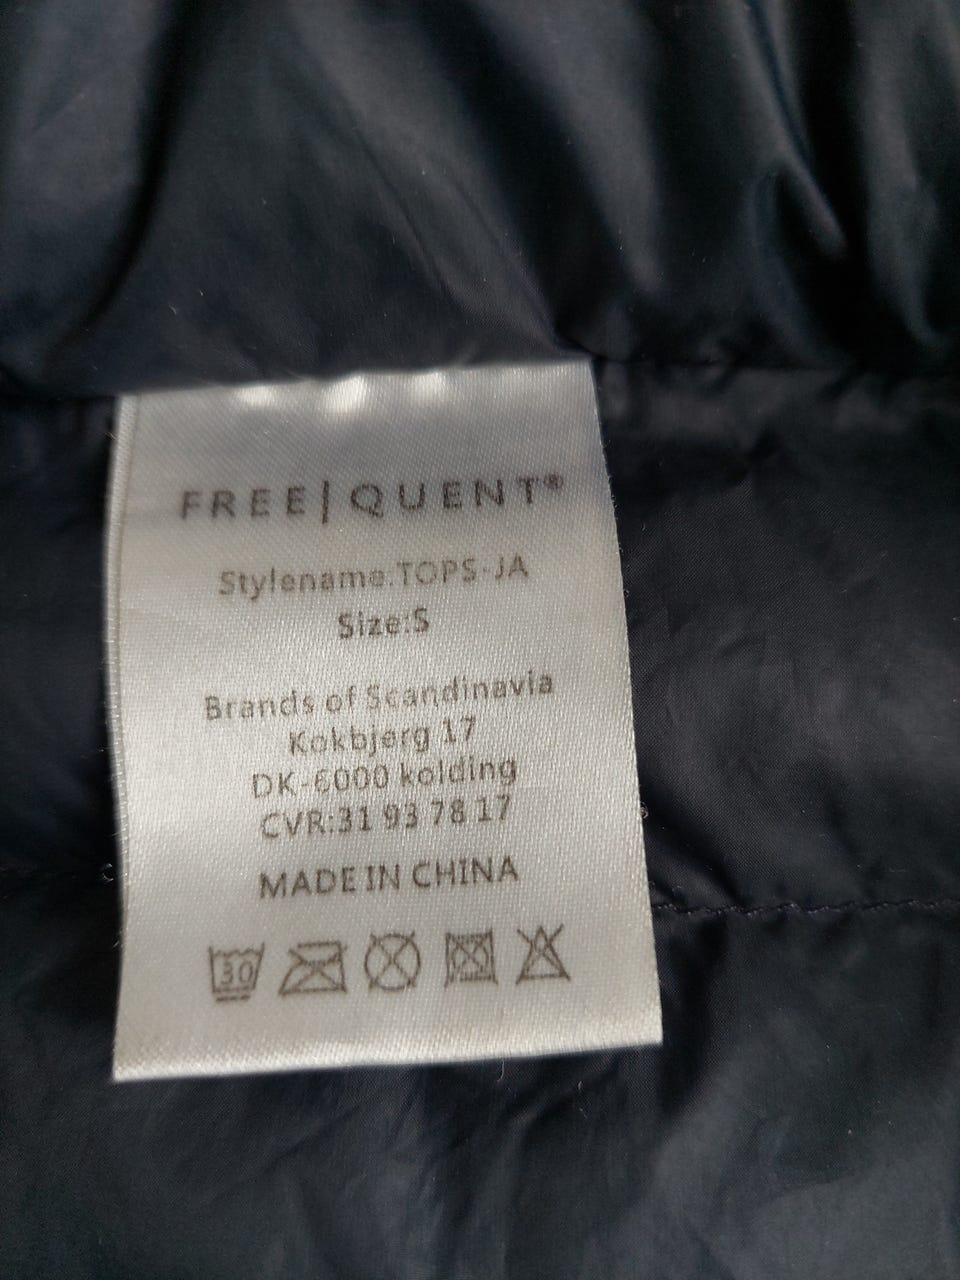 FREE|QUENT®
Stylename:TOPS-JA
Size:S
Brands of Scandinavia
Kokbjerg 17
DK-6000 kolding
CVR:31 93 78 17
MADE IN CHINA
30